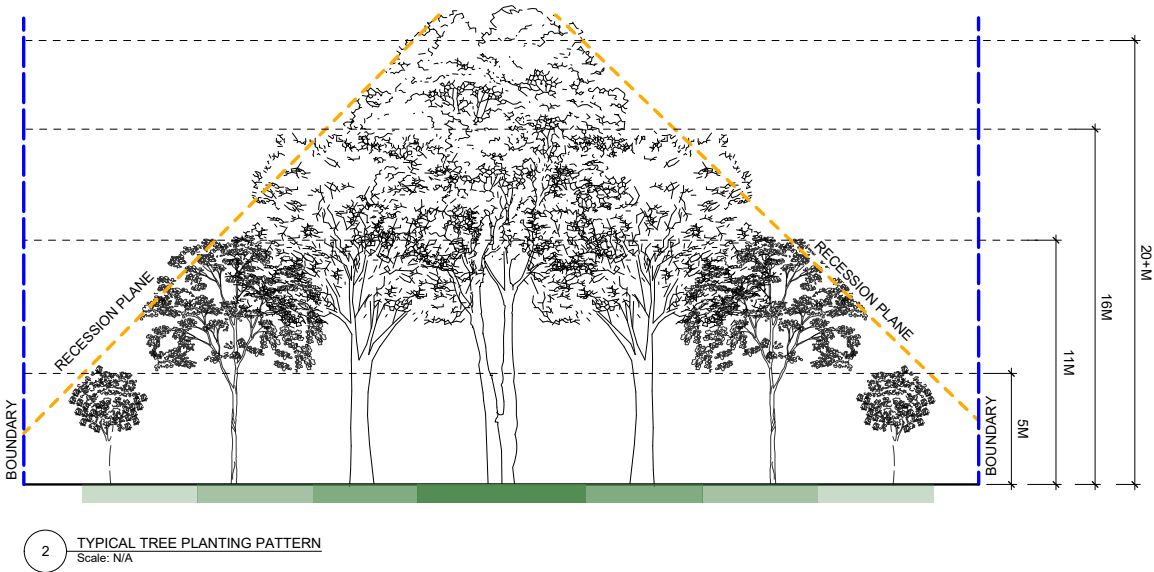 RECESSION PLANE
RECESSION PLANE
BOUNDARY
BOUNDARY
5M
11M
16M
20+M
2
TYPICAL TREE PLANTING PATTERN
Scale: N/A